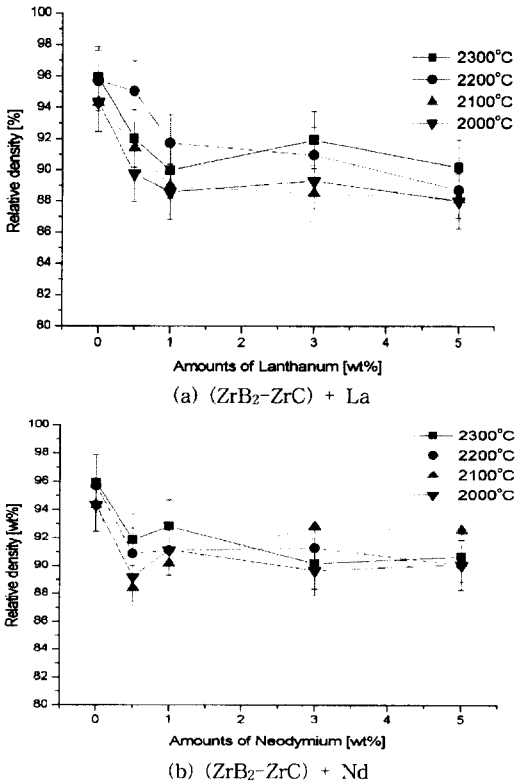 100
98
96
94
92
90
88
86
84
82
80
Relative density [%]
2300°C
2200°C
2100°C
2000°C
0 1 2 3 4 5
Amounts of Lanthanum [wt%]
(a) (ZrB₂-ZrC) + La
100
98
96
94
92
90
88
86
84
82
80
Relative density [wt%]
2300°C
2200°C
2100°C
2000°C
0 1 2 3 4 5
Amounts of Neodymium [wt%]
(b) (ZrB₂-ZrC) + Nd